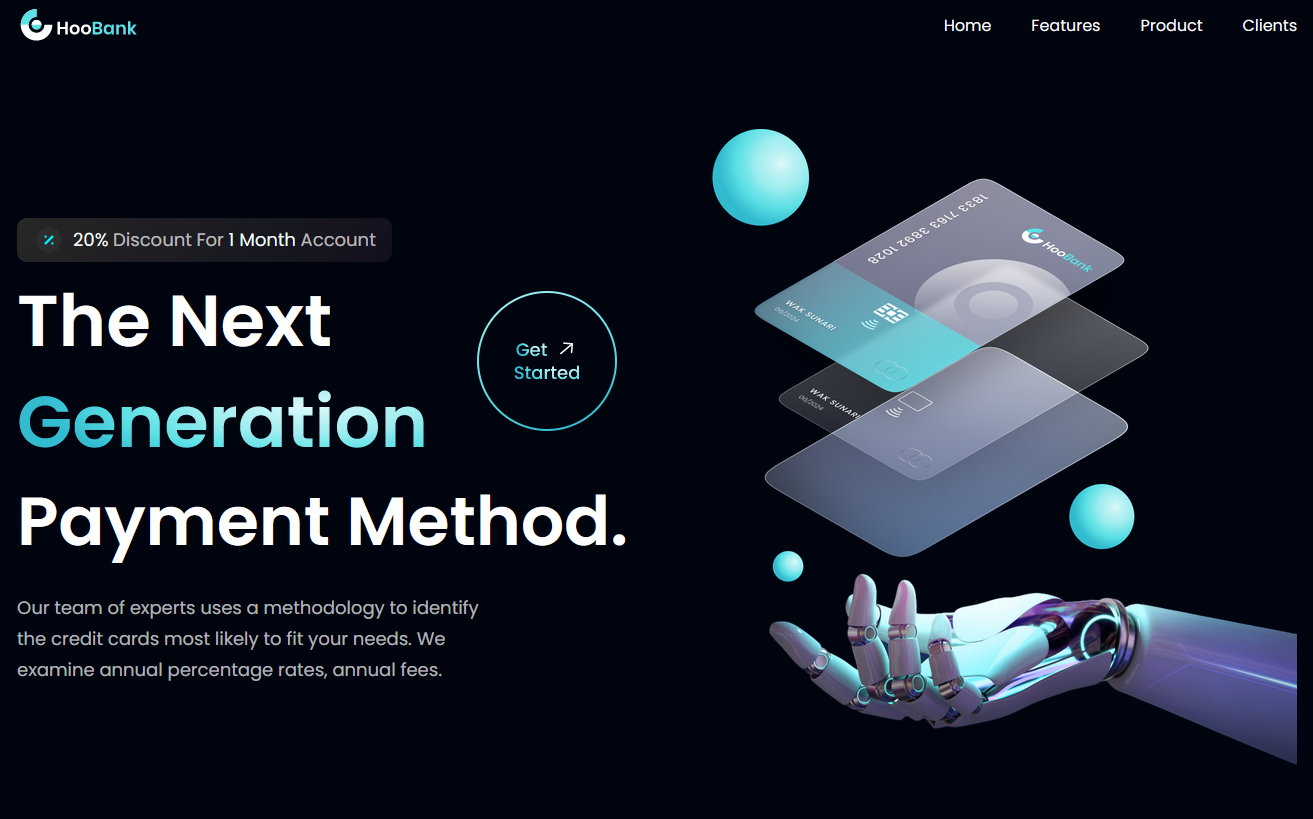 HooBank
Home Features Product Clients
20% Discount For 1 Month Account
The Next
Generation
Payment Method.
Get
Started
Our team of experts uses a methodology to identify
the credit cards most likely to fit your needs. We
examine annual percentage rates, annual fees.
1833 7163 3892 1028
HooBank
WAK SUNARI
06/2024
WAK SUNARI
06/2024